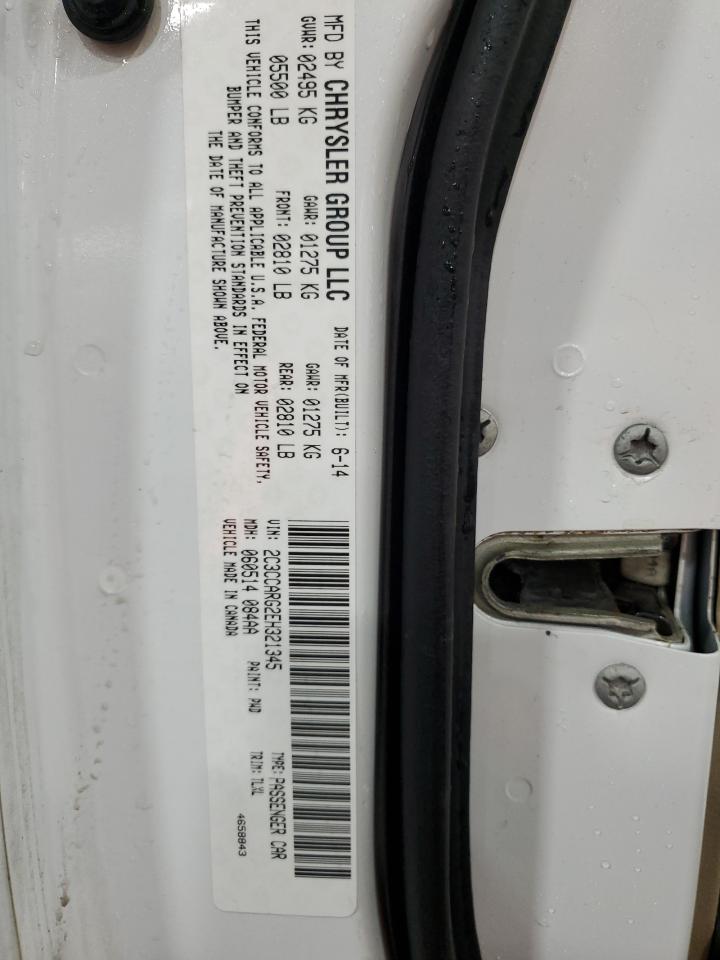 MFD BY CHRYSLER GROUP LLC
DATE OF MFR(BUILT): 6-14
GVWR: 02495 KG GAWR: 01275 KG GAWR: 01275 KG
05500 LB FRONT: 02810 LB REAR: 02810 LB
THIS VEHICLE CONFORMS TO ALL APPLICABLE U.S.A. FEDERAL MOTOR VEHICLE SAFETY,
BUMPER AND THEFT PREVENTION STANDARDS IN EFFECT ON
THE DATE OF MANUFACTURE SHOWN ABOVE.
VIN: 2C3CCARG2EH321345 TYPE: PASSENGER CAR
MDH: 060514 084AA PAINT: PWD TRIM: TLXL
VEHICLE MADE IN CANADA
4658843